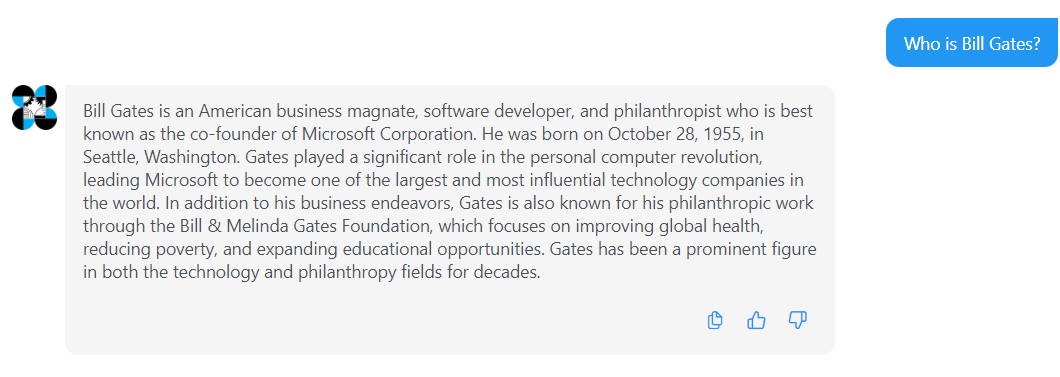 Who is Bill Gates?
Bill Gates is an American business magnate, software developer, and philanthropist who is best
known as the co-founder of Microsoft Corporation. He was born on October 28, 1955, in
Seattle, Washington. Gates played a significant role in the personal computer revolution,
leading Microsoft to become one of the largest and most influential technology companies in
the world. In addition to his business endeavors, Gates is also known for his philanthropic work
through the Bill & Melinda Gates Foundation, which focuses on improving global health,
reducing poverty, and expanding educational opportunities. Gates has been a prominent figure
in both the technology and philanthropy fields for decades.